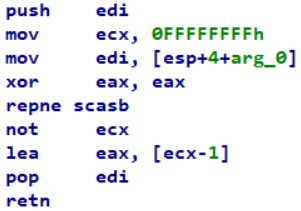 push    edi
mov     ecx, 0FFFFFFFFh
mov     edi, [esp+4+arg_0]
xor     eax, eax
repne scasb
not     ecx
lea     eax, [ecx-1]
pop     edi
retn